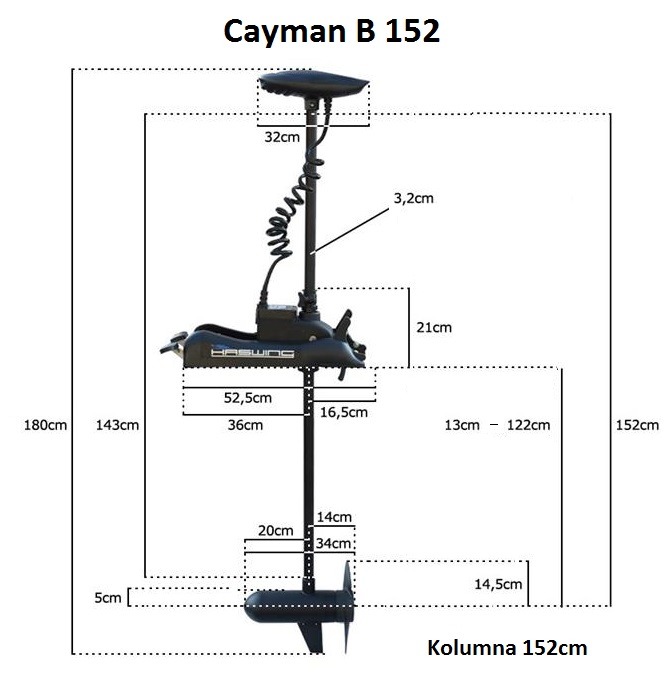 Cayman B 152
32cm
3,2cm
21cm
HASWING
52,5cm
16,5cm
36cm
180cm
143cm
13cm – 122cm
152cm
14cm
20cm
34cm
14,5cm
5cm
Kolumna 152cm